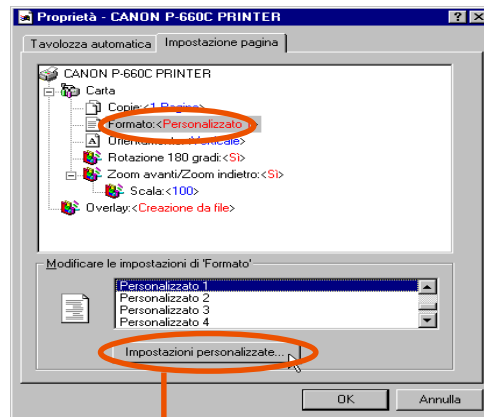 Proprietà - CANON P-660C PRINTER
Tavolozza automatica Impostazione pagina
CANON P-660C PRINTER
Carta
Copie:<1 Pagine>
Formato:<Personalizzato
Orientamento:<Verticale>
Rotazione 180 gradi:<Sì>
Zoom avanti/Zoom indietro:<Sì>
Scala:<100>
Overlay:<Creazione da file>
Modificare le impostazioni di 'Formato'
Personalizzato 1
Personalizzato 2
Personalizzato 3
Personalizzato 4
Impostazioni personalizzate...
OK Annulla